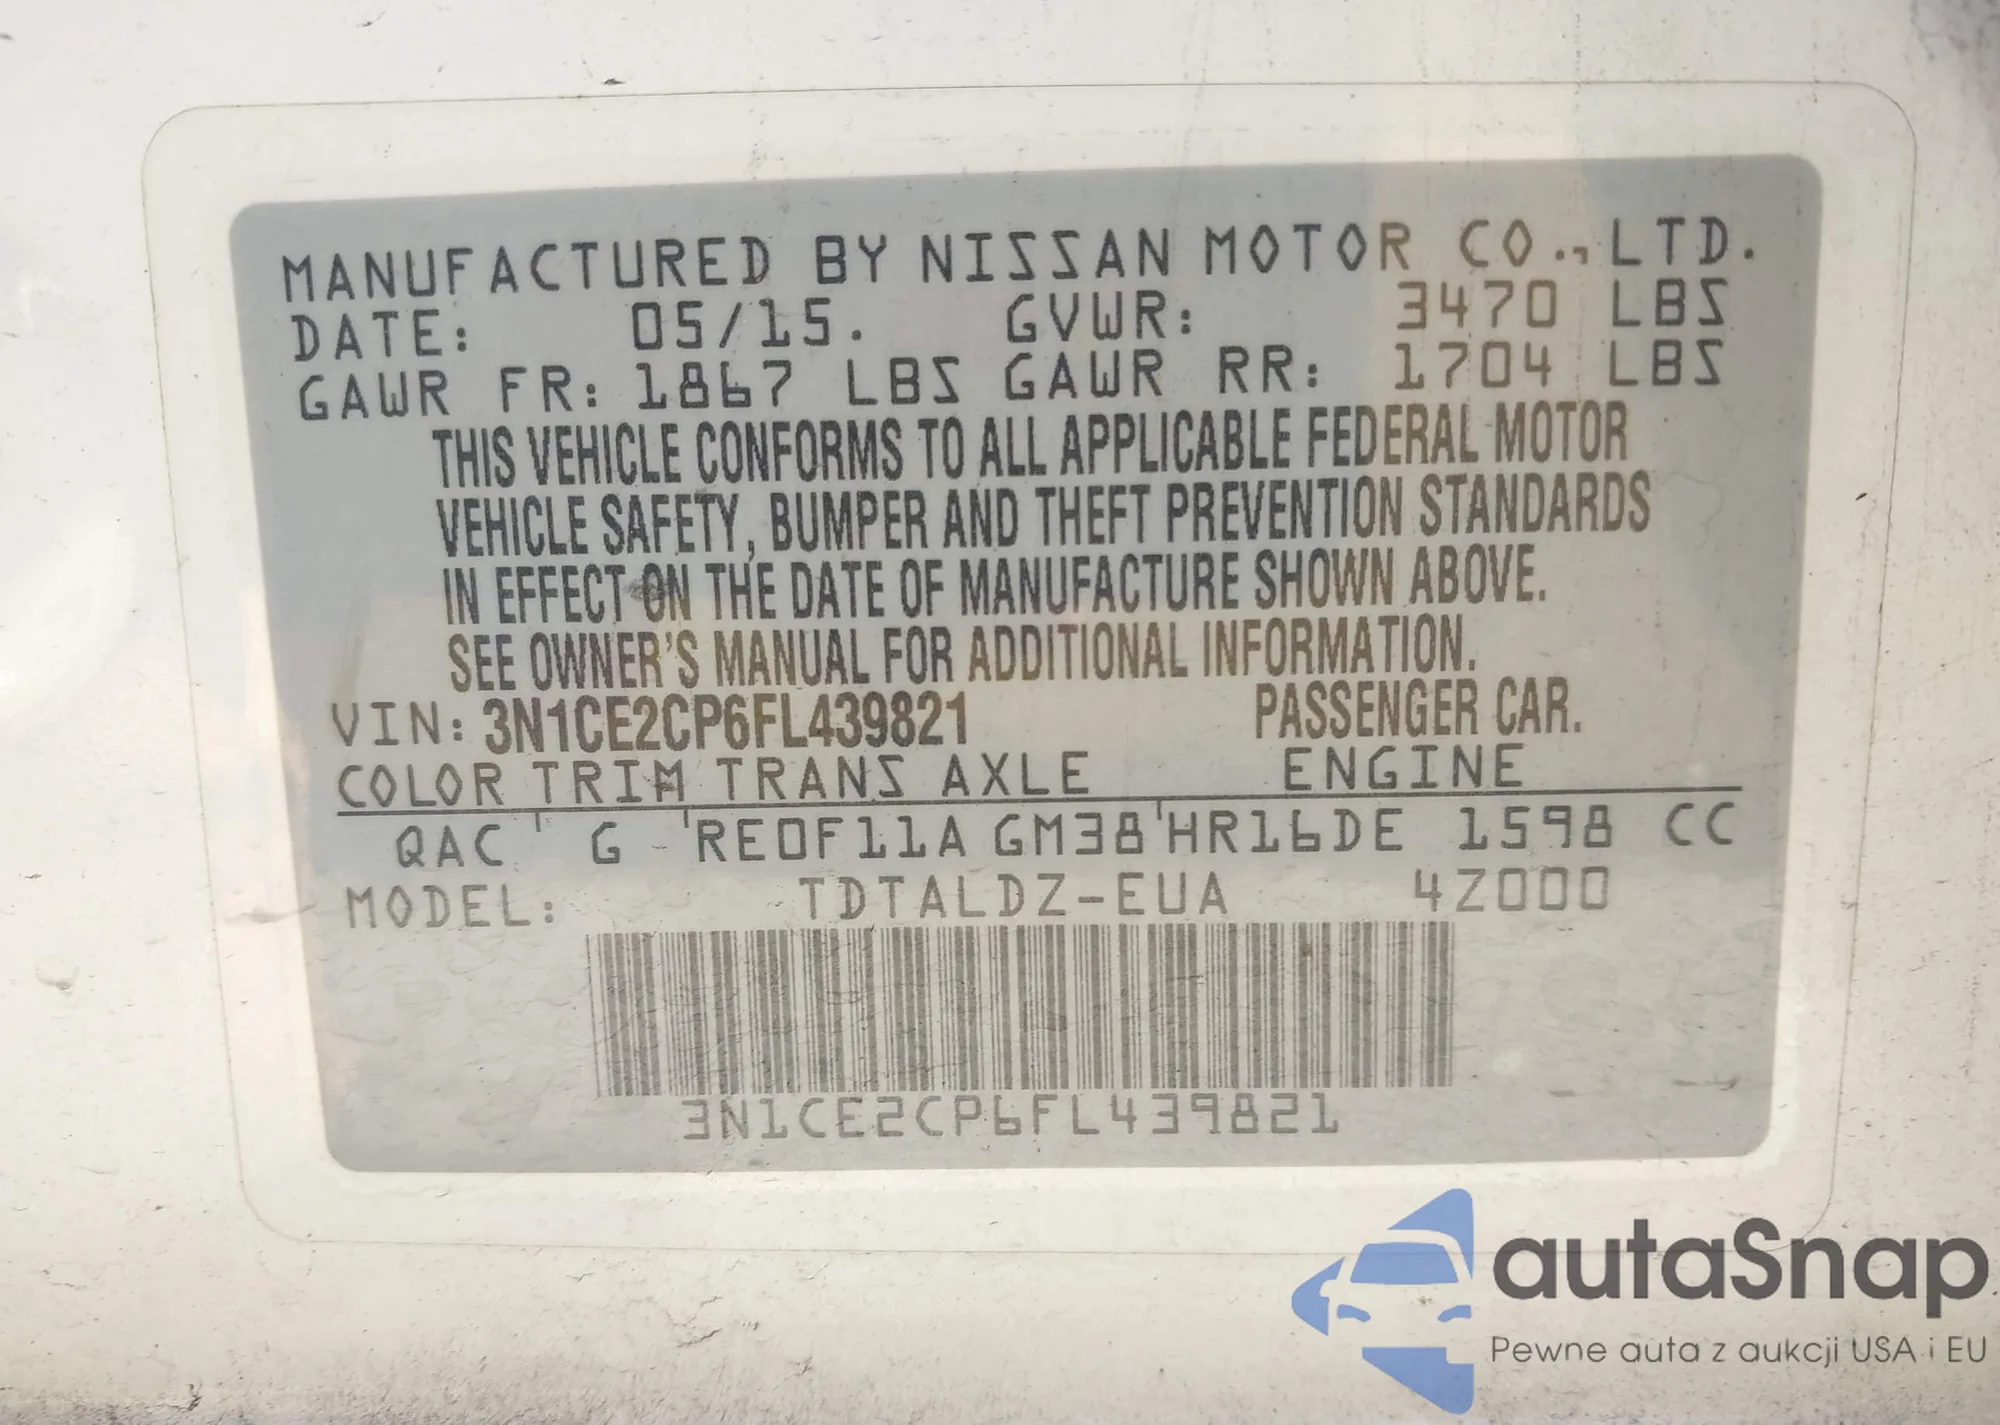 MANUFACTURED BY NISSAN MOTOR CO., LTD.
DATE: 05/15. GVWR: 3470 LBS
GAWR FR: 1867 LBS GAWR RR: 1704 LBS
THIS VEHICLE CONFORMS TO ALL APPLICABLE FEDERAL MOTOR
VEHICLE SAFETY, BUMPER AND THEFT PREVENTION STANDARDS
IN EFFECT ON THE DATE OF MANUFACTURE SHOWN ABOVE.
SEE OWNER'S MANUAL FOR ADDITIONAL INFORMATION.
VIN: 3N1CE2CP6FL439821 PASSENGER CAR.
COLOR TRIM TRANS AXLE ENGINE
QAC G RE0F11A GM38 HR16DE 1598 CC
MODEL: TDTALDZ-EUA 4Z000
3N1CE2CP6FL439821
autaSnap
Pewne auta z aukcji USA i EU